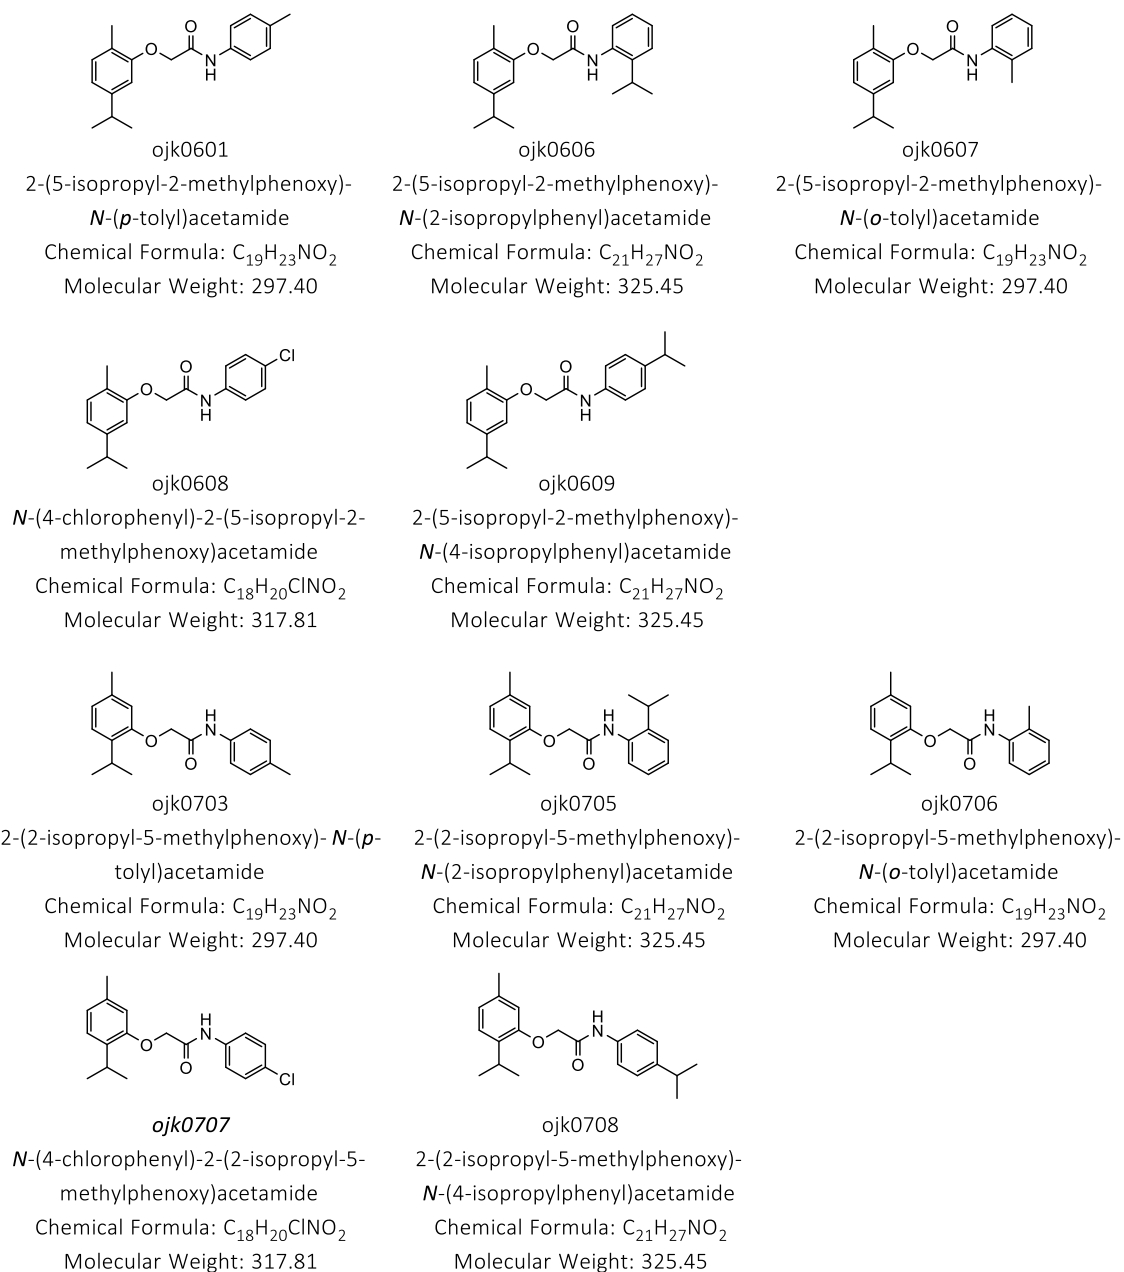 O
O
N
H
ojk0601
2-(5-isopropyl-2-methylphenoxy)-
N-(p-tolyl)acetamide
Chemical Formula: C19H23NO2
Molecular Weight: 297.40
O
O
N
H
ojk0606
2-(5-isopropyl-2-methylphenoxy)-
N-(2-isopropylphenyl)acetamide
Chemical Formula: C21H27NO2
Molecular Weight: 325.45
O
O
N
H
ojk0607
2-(5-isopropyl-2-methylphenoxy)-
N-(o-tolyl)acetamide
Chemical Formula: C19H23NO2
Molecular Weight: 297.40
Cl
O
O
N
H
ojk0608
N-(4-chlorophenyl)-2-(5-isopropyl-2-
methylphenoxy)acetamide
Chemical Formula: C18H20ClNO2
Molecular Weight: 317.81
O
O
N
H
ojk0609
2-(5-isopropyl-2-methylphenoxy)-
N-(4-isopropylphenyl)acetamide
Chemical Formula: C21H27NO2
Molecular Weight: 325.45
H
N
O
O
ojk0703
2-(2-isopropyl-5-methylphenoxy)- N-(p-
tolyl)acetamide
Chemical Formula: C19H23NO2
Molecular Weight: 297.40
H
N
O
O
ojk0705
2-(2-isopropyl-5-methylphenoxy)-
N-(2-isopropylphenyl)acetamide
Chemical Formula: C21H27NO2
Molecular Weight: 325.45
H
N
O
O
ojk0706
2-(2-isopropyl-5-methylphenoxy)-
N-(o-tolyl)acetamide
Chemical Formula: C19H23NO2
Molecular Weight: 297.40
H
N
O
O
Cl
ojk0707
N-(4-chlorophenyl)-2-(2-isopropyl-5-
methylphenoxy)acetamide
Chemical Formula: C18H20ClNO2
Molecular Weight: 317.81
H
N
O
O
ojk0708
2-(2-isopropyl-5-methylphenoxy)-
N-(4-isopropylphenyl)acetamide
Chemical Formula: C21H27NO2
Molecular Weight: 325.45